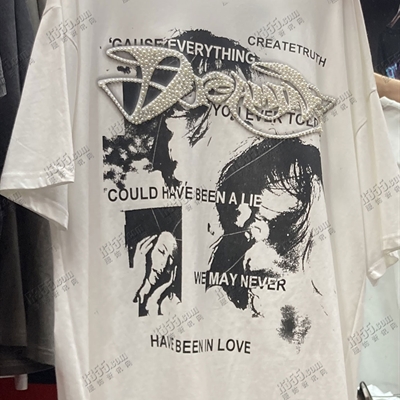 'CAUSE EVERYTHING
CREATETRUTH
YOU EVER TOLD
COULD HAVE BEEN A LIE
WE MAY NEVER
HAVE BEEN IN LOVE